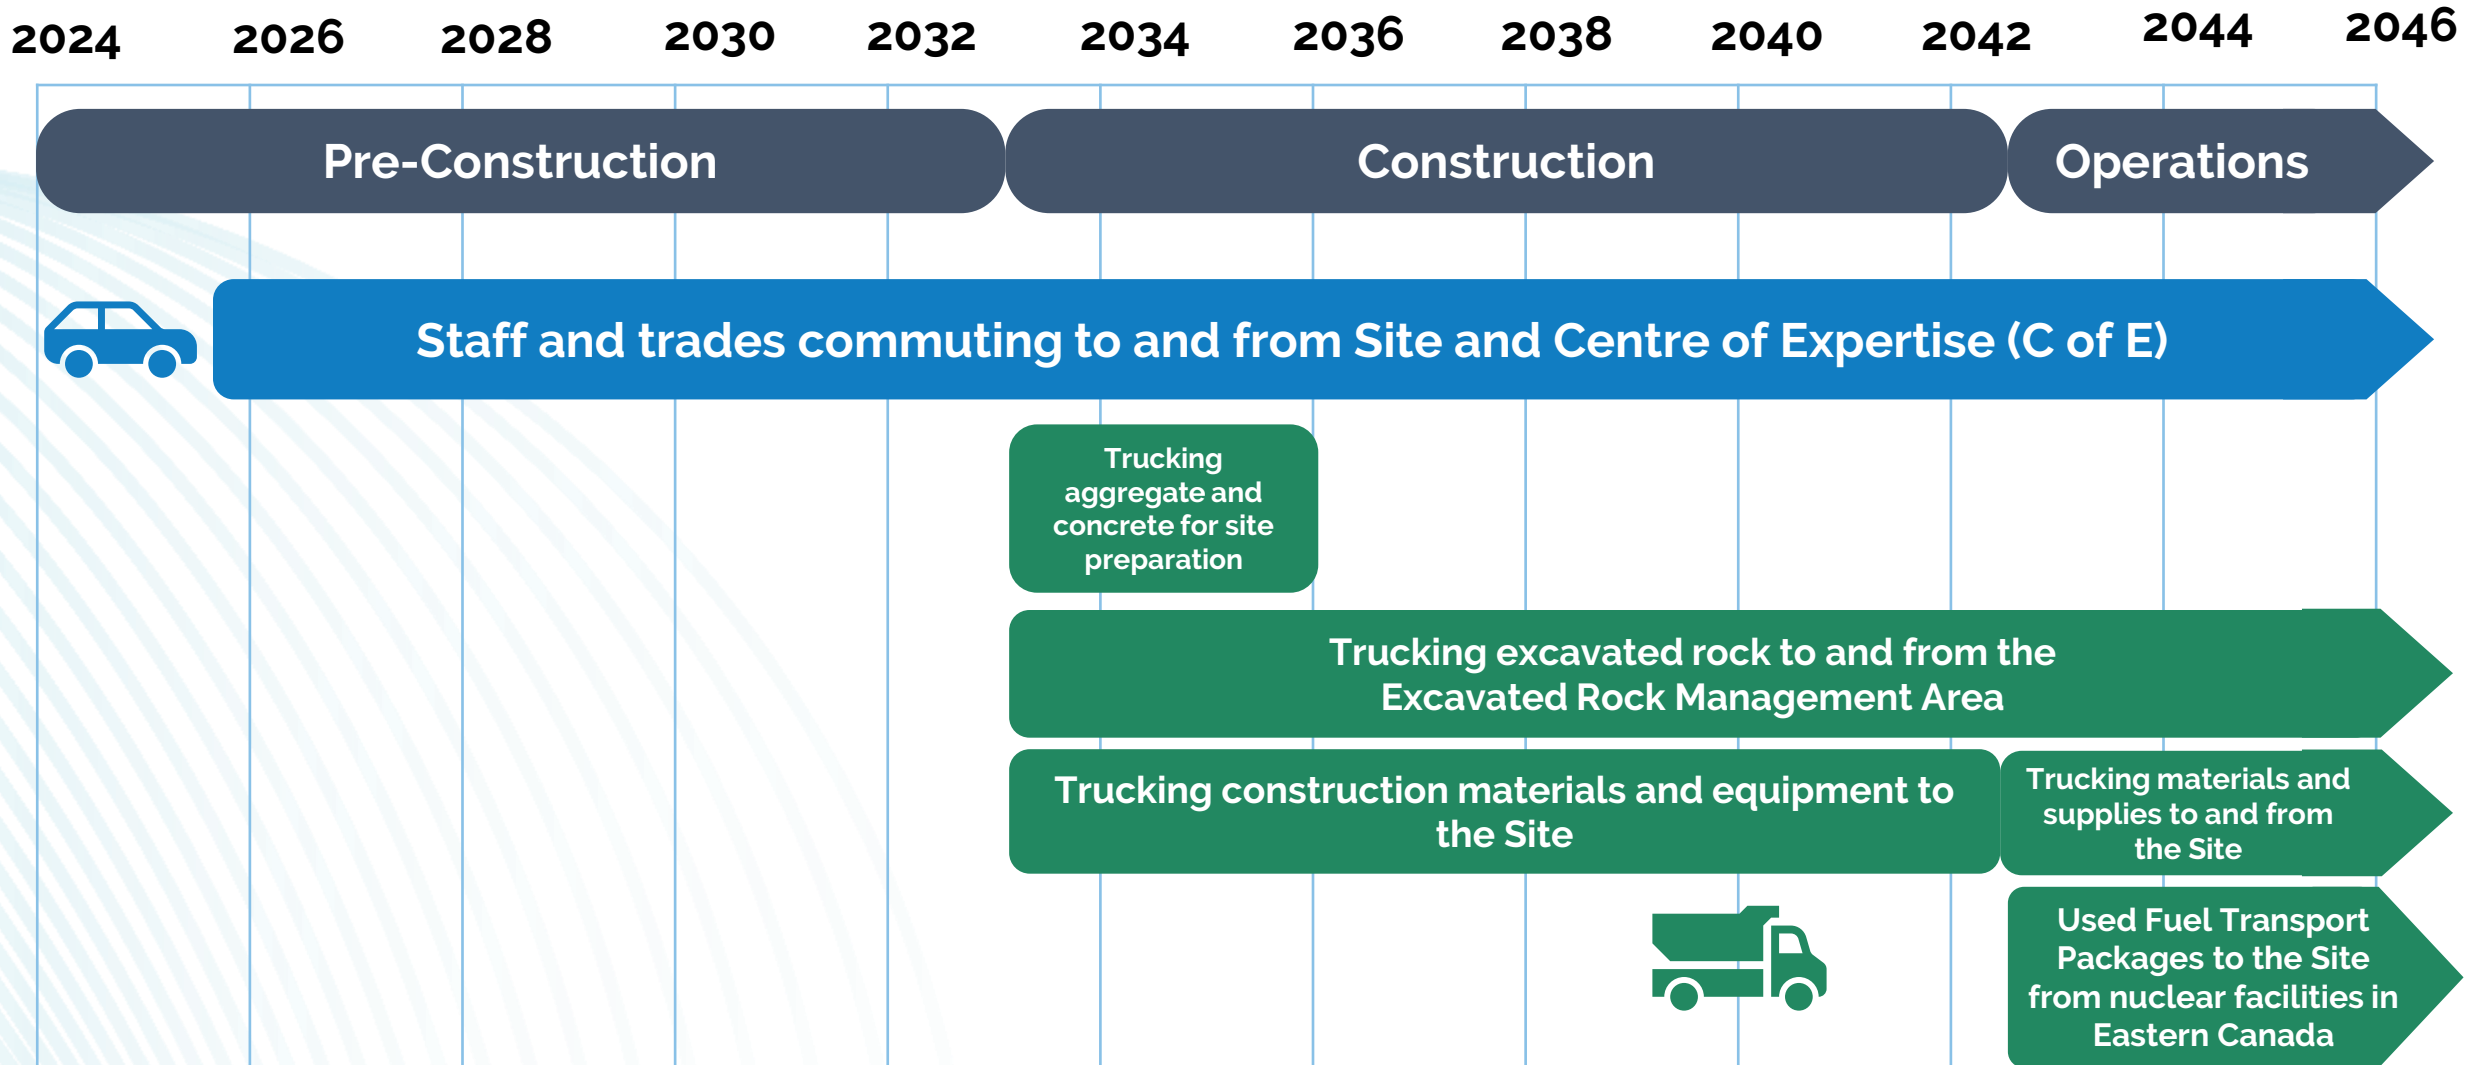 2024 2026 2028 2030 2032 2034 2036 2038 2040 2042 2044 2046
Pre-Construction
Construction
Operations
Staff and trades commuting to and from Site and Centre of Expertise (C of E)
Trucking
aggregate and
concrete for site
preparation
Trucking excavated rock to and from the
Excavated Rock Management Area
Trucking construction materials and equipment to
the Site
Trucking materials and
supplies to and from
the Site
Used Fuel Transport
Packages to the Site
from nuclear facilities in
Eastern Canada